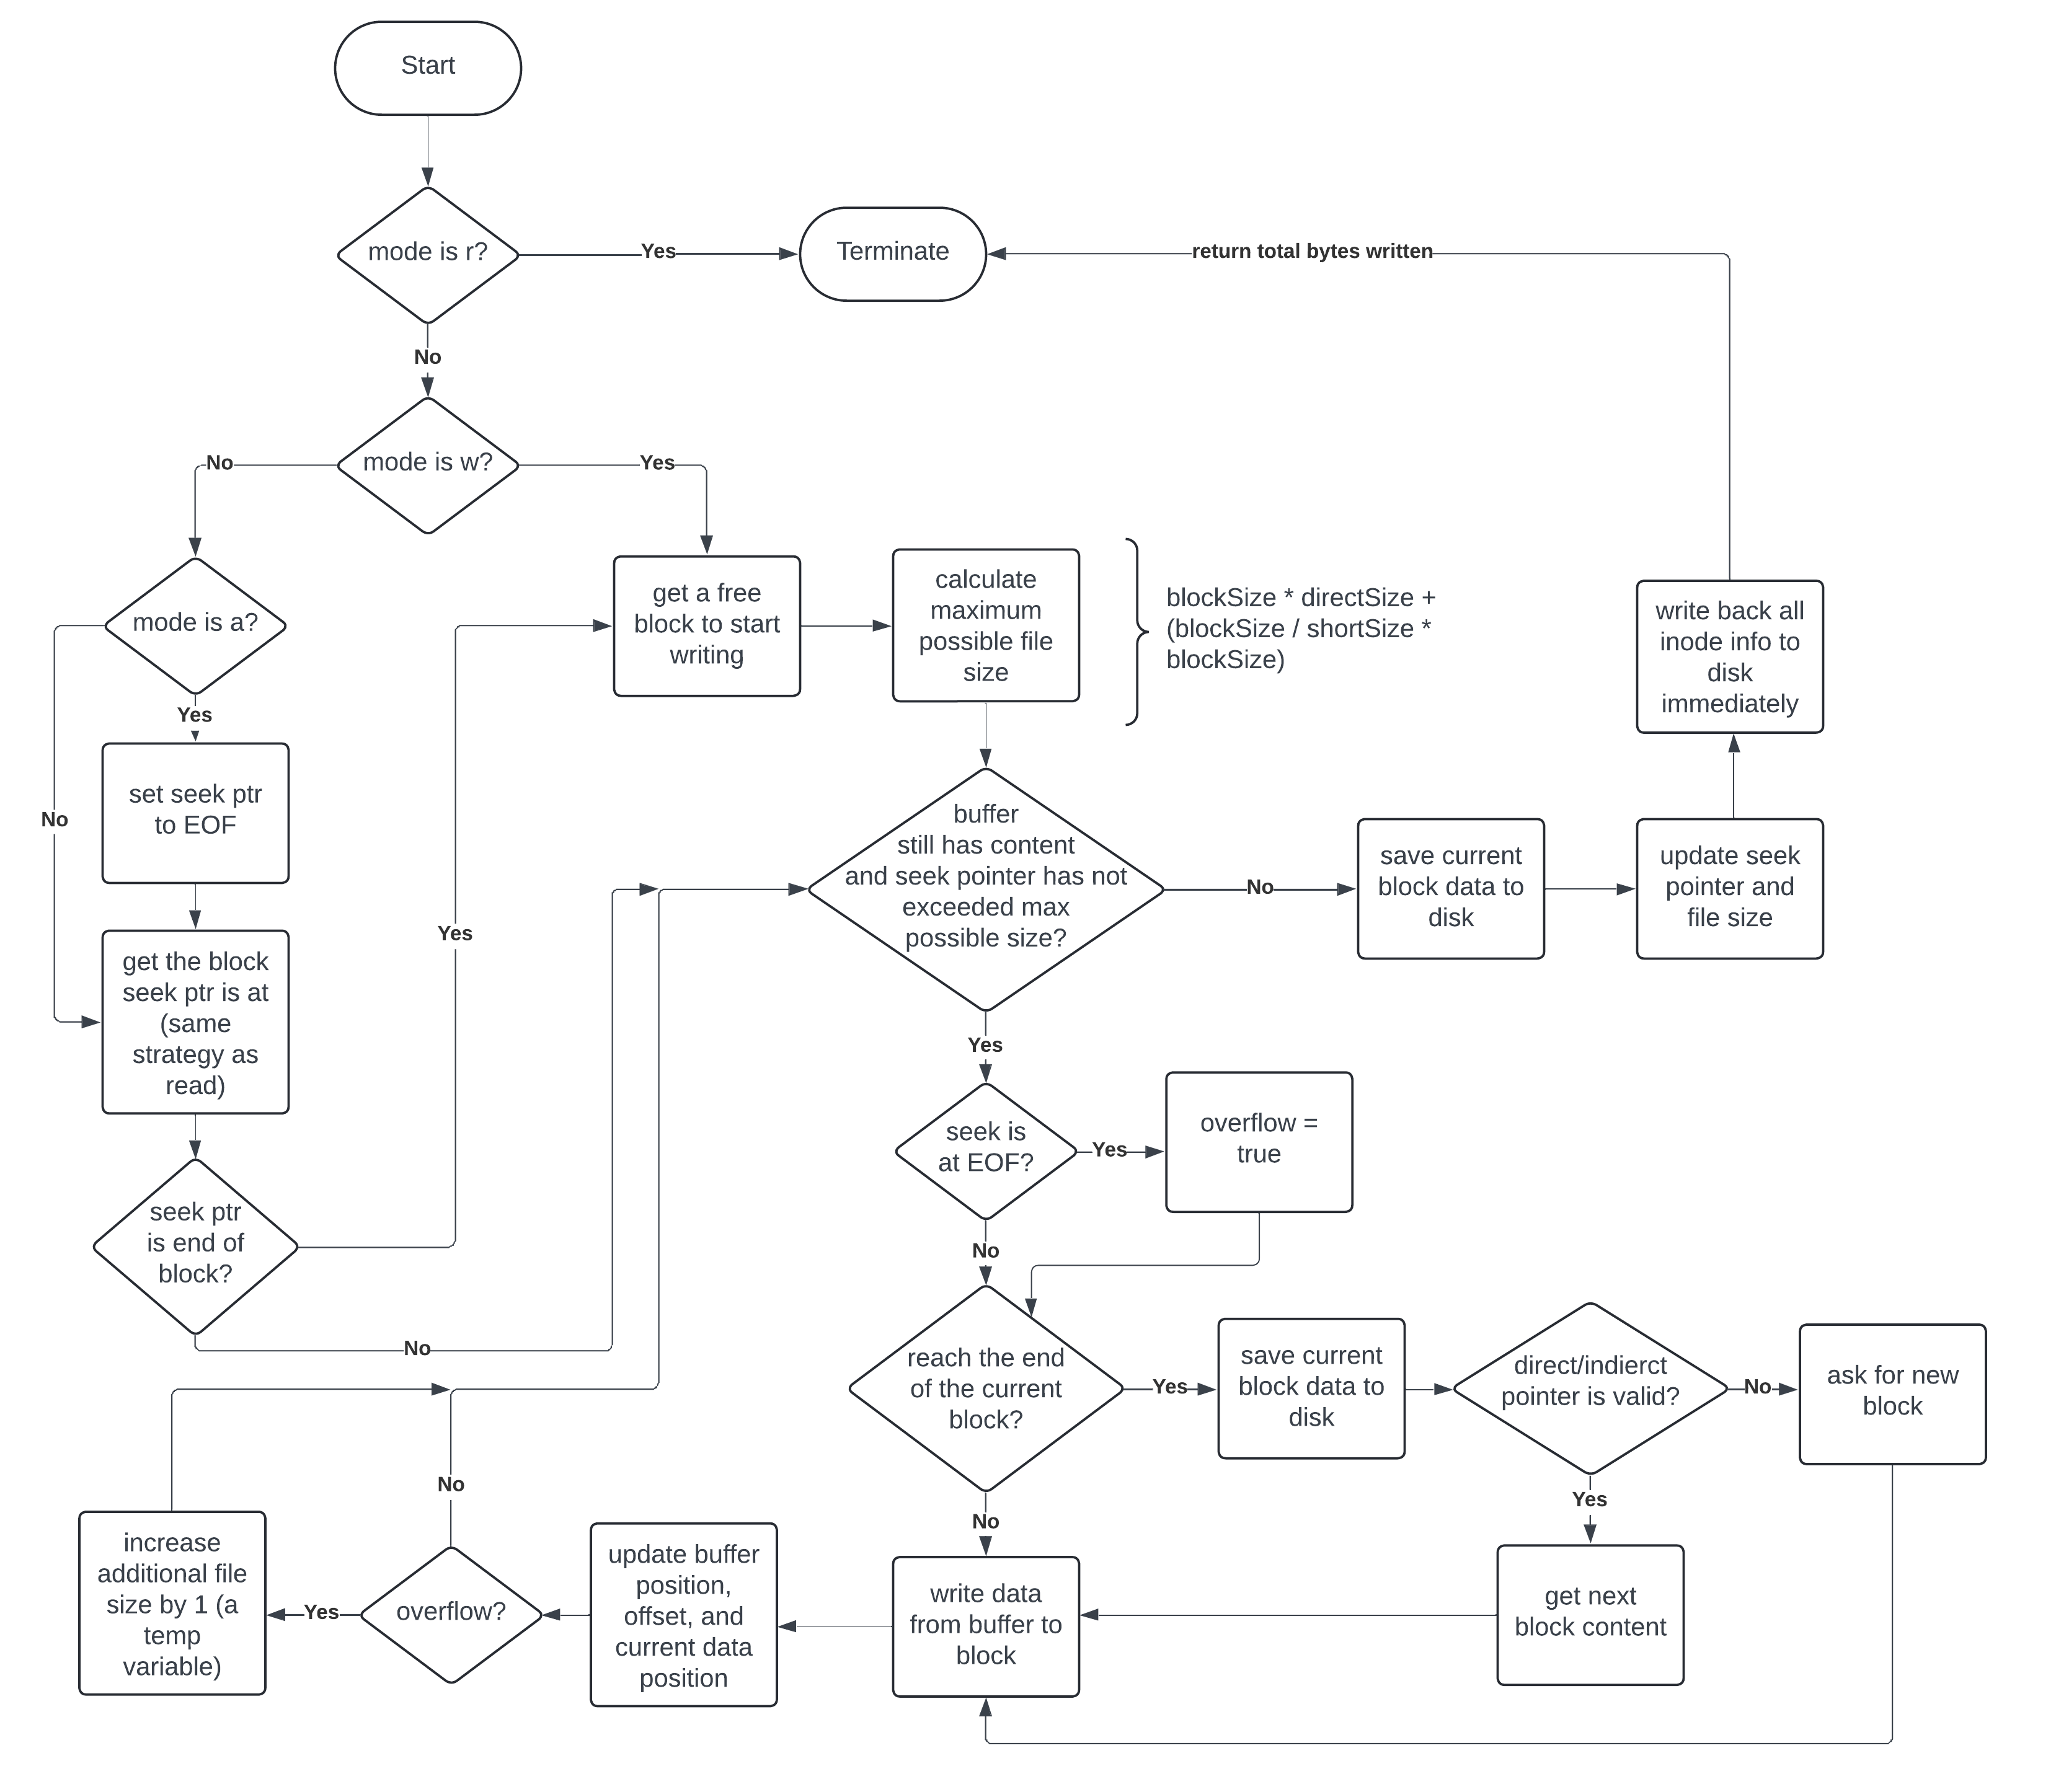 Start
mode is r?
Yes
Terminate
return total bytes written
No
mode is w?
No
Yes
mode is a?
get a free
block to start
writing
calculate
maximum
possible file
size
blockSize * directSize +
(blockSize / shortSize *
blockSize)
write back all
inode info to
disk
immediately
Yes
set seek ptr
to EOF
No
buffer
still has content
and seek pointer has not
exceeded max
possible size?
No
save current
block data to
disk
update seek
pointer and
file size
Yes
get the block
seek ptr is at
(same
strategy as
read)
Yes
seek is
at EOF?
Yes
overflow =
true
seek ptr
is end of
block?
No
No
reach the end
of the current
block?
Yes
save current
block data to
disk
direct/indierct
pointer is valid?
No
ask for new
block
No
Yes
No
increase
additional file
size by 1 (a
temp
variable)
Yes
overflow?
update buffer
position,
offset, and
current data
position
write data
from buffer to
block
get next
block content